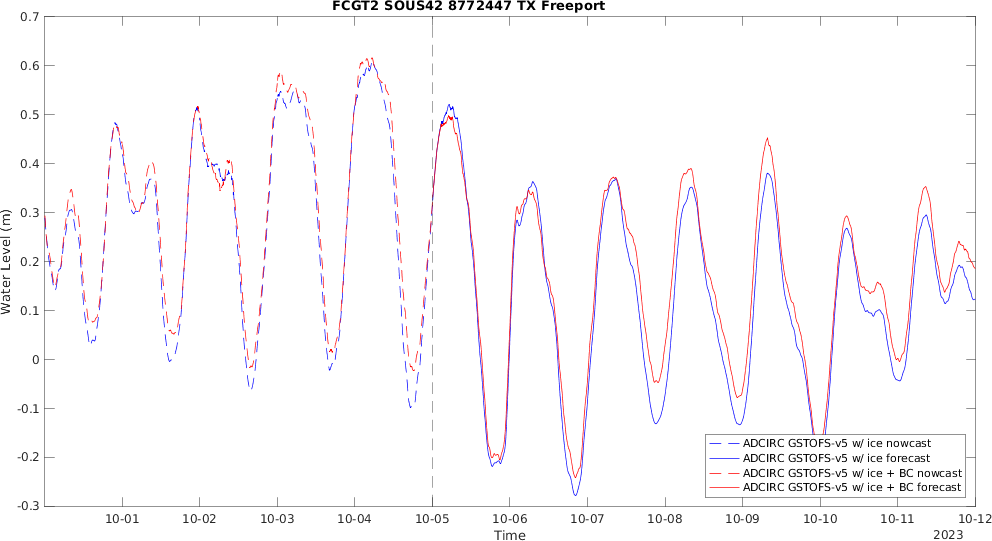 FCGT2 SOUS42 8772447 TX Freeport
0.7
0.6
0.5
0.4
0.3
0.2
0.1
0
-0.1
-0.2
-0.3
Water Level (m)
ADCIRC GSTOFS-v5 w/ ice nowcast
ADCIRC GSTOFS-v5 w/ ice forecast
ADCIRC GSTOFS-v5 w/ ice + BC nowcast
ADCIRC GSTOFS-v5 w/ ice + BC forecast
10-01 10-02 10-03 10-04 10-05 10-06 10-07 10-08 10-09 10-10 10-11 10-12
Time 2023